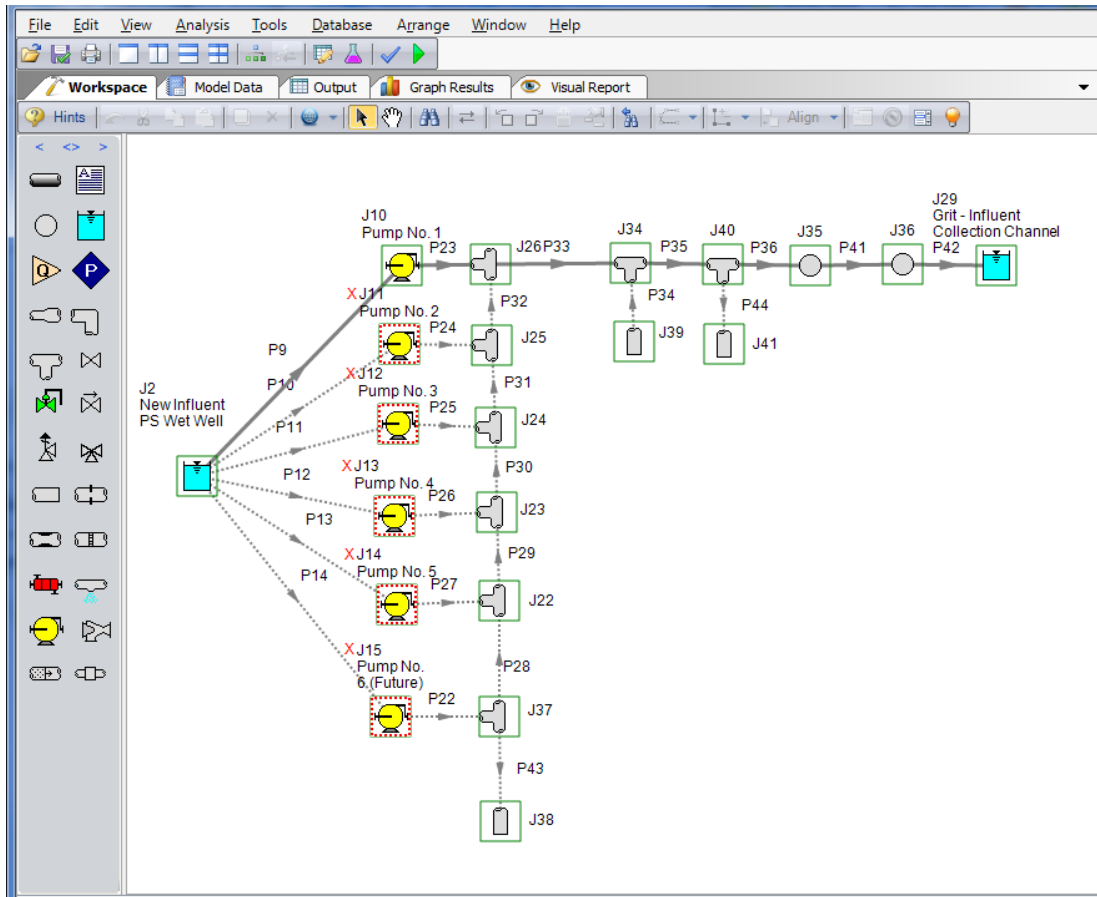 File Edit View Analysis Tools Database Arrange Window Help
Workspace Model Data Output Graph Results Visual Report
Hints Align
< <> >
A
Q P
J29
Grit - Influent
Collection Channel
J10
Pump No. 1
P23 J26 P33 J34 P35 J40 P36 J35 P41 J36 P42
X J11
Pump No. 2
P24 P32 P34 J39 P44 J41
J25
P9
P10
X J12
Pump No. 3
P25 P31
J24
J2
New Influent
PS Wet Well
P11
P12
X J13
Pump No. 4
P26 P30
J23
P13
X J14
Pump No. 5
P27 P29
J22
P14
X J15
Pump No.
6 (Future)
P22 P28
J37
P43
J38